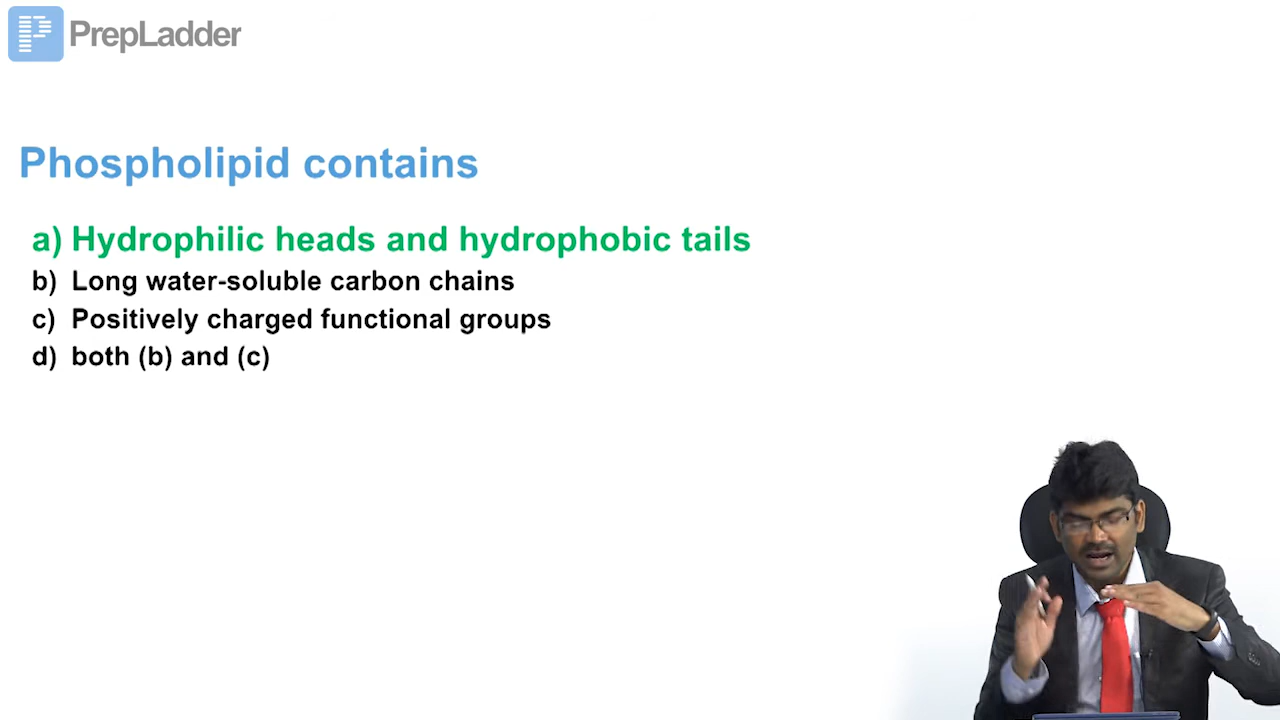 PrepLadder
Phospholipid contains
a) Hydrophilic heads and hydrophobic tails
b) Long water-soluble carbon chains
c) Positively charged functional groups
d) both (b) and (c)